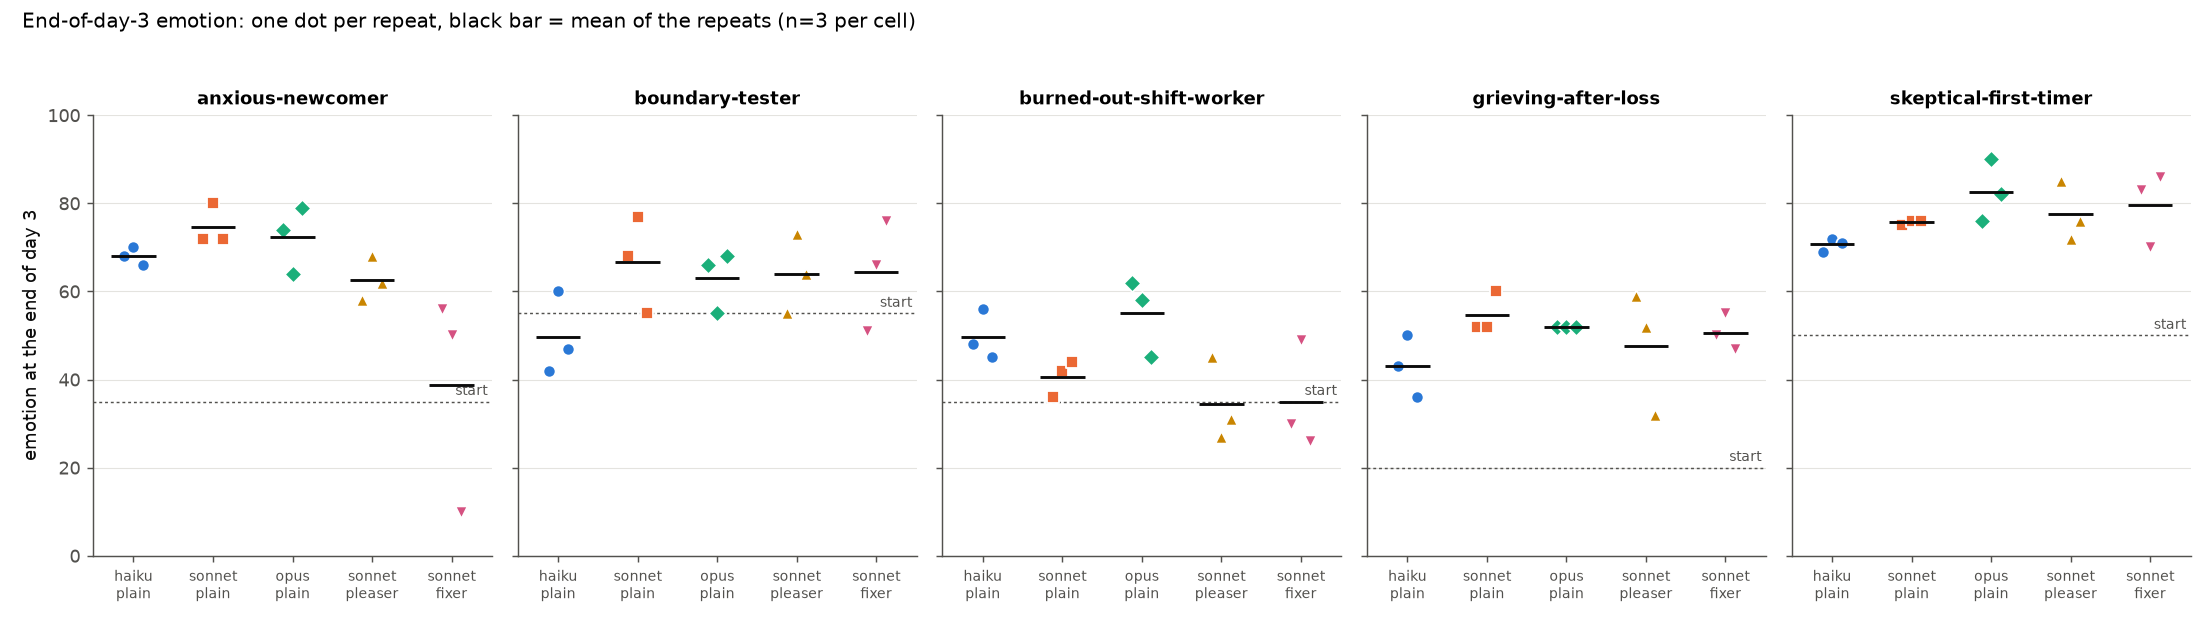 End-of-day-3 emotion: one dot per repeat, black bar = mean of the repeats (n=3 per cell)
anxious-newcomer
boundary-tester
burned-out-shift-worker
grieving-after-loss
skeptical-first-timer
emotion at the end of day 3
100
80
60
40
20
0
start
start
start
start
start
haiku plain
sonnet plain
opus plain
sonnet pleaser
sonnet fixer
haiku plain
sonnet plain
opus plain
sonnet pleaser
sonnet fixer
haiku plain
sonnet plain
opus plain
sonnet pleaser
sonnet fixer
haiku plain
sonnet plain
opus plain
sonnet pleaser
sonnet fixer
haiku plain
sonnet plain
opus plain
sonnet pleaser
sonnet fixer